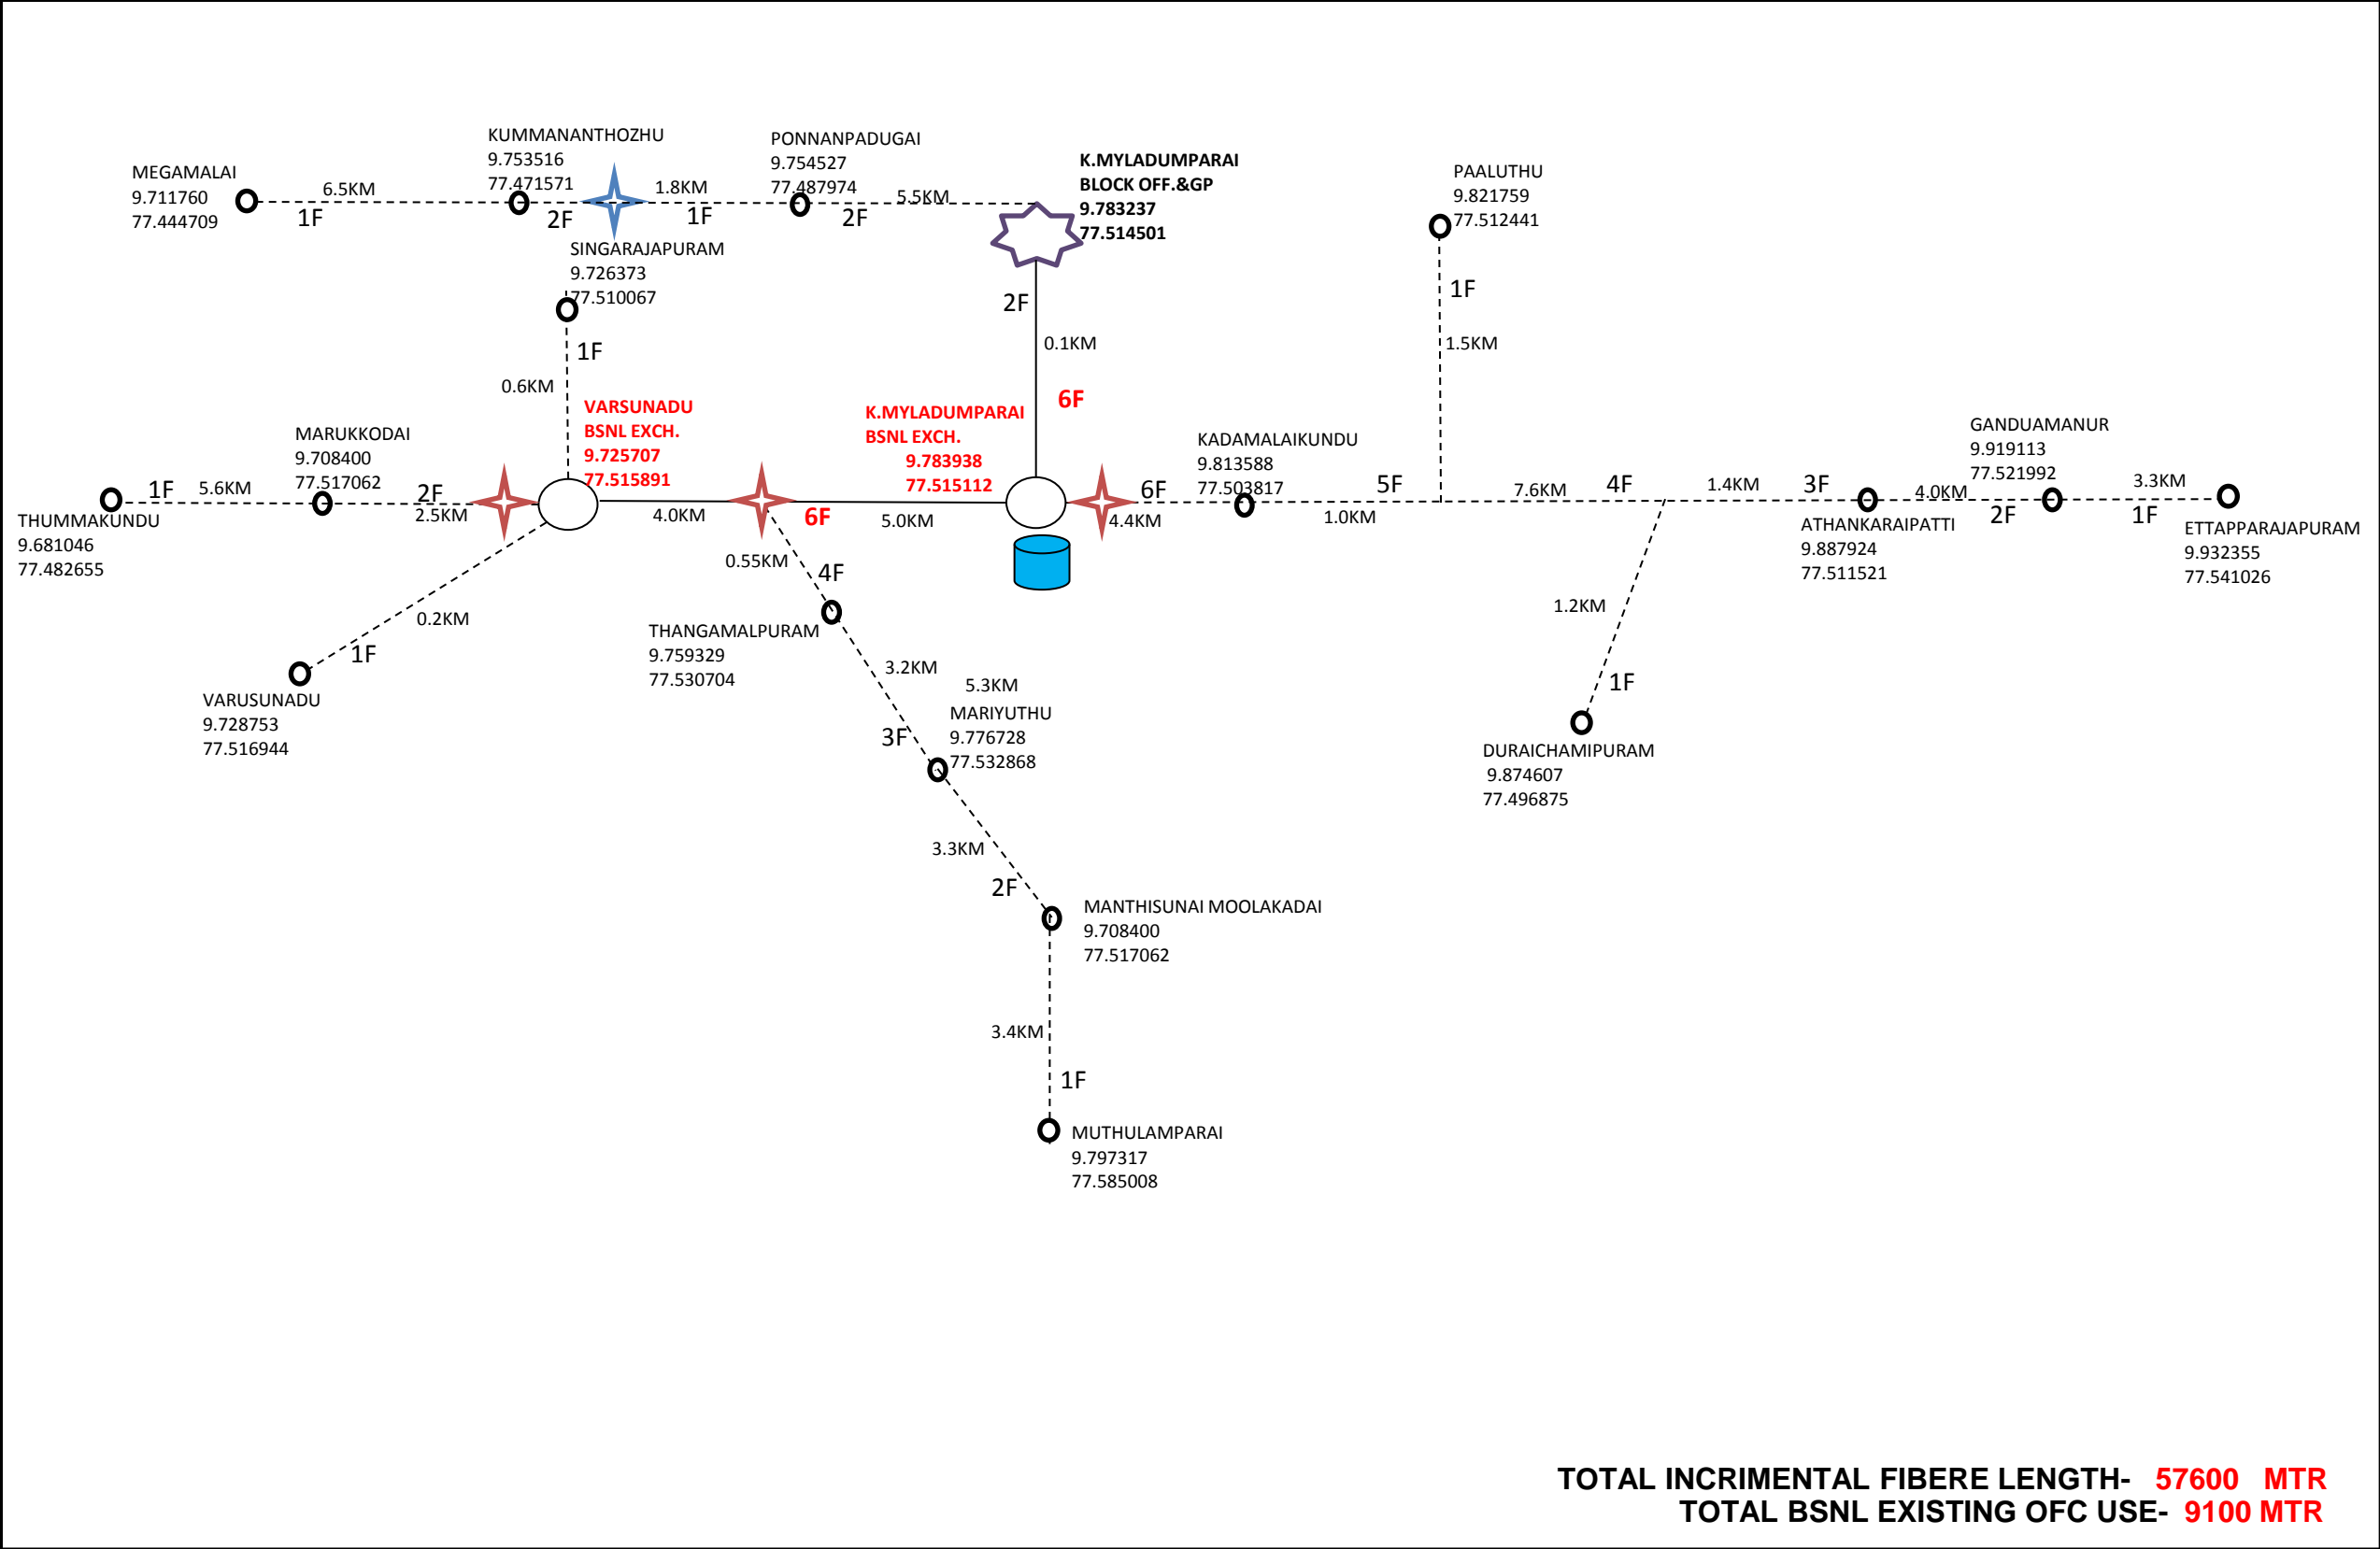 KUMMANANTHOZHU
9.753516
77.471571
PONNANPADUGAI
9.754527
77.487974
K.MYLADUMPARAI
BLOCK OFF.&GP
9.783237
77.514501
MEGAMALAI
9.711760
77.444709
PAALUTHU
9.821759
77.512441
6.5KM
1F
2F
1.8KM
1F
5.5KM
2F
SINGARAJAPURAM
9.726373
77.510067
1F
0.6KM
2F
0.1KM
6F
1F
1.5KM
VARSUNADU
BSNL EXCH.
9.725707
77.515891
K.MYLADUMPARAI
BSNL EXCH.
9.783938
77.515112
MARUKKODAI
9.708400
77.517062
KADAMALAIKUNDU
9.813588
77.503817
GANDUAMANUR
9.919113
77.521992
1F
5.6KM
2F
2.5KM
4.0KM
6F
5.0KM
6F
4.4KM
5F
1.0KM
7.6KM
4F
1.4KM
3F
4.0KM
2F
3.3KM
1F
THUMMAKUNDU
9.681046
77.482655
ATHANKARAIPATTI
9.887924
77.511521
ETTAPPARAJAPURAM
9.932355
77.541026
0.55KM
4F
0.2KM
1F
1.2KM
1F
THANGAMALPURAM
9.759329
77.530704
3.2KM
5.3KM
3F
MARIYUTHU
9.776728
77.532868
VARUSUNADU
9.728753
77.516944
DURAICHAMIPURAM
9.874607
77.496875
3.3KM
2F
MANTHISUNAI MOOLAKADAI
9.708400
77.517062
3.4KM
1F
MUTHULAMPARAI
9.797317
77.585008
TOTAL INCRIMENTAL FIBERE LENGTH- 57600 MTR
TOTAL BSNL EXISTING OFC USE- 9100 MTR